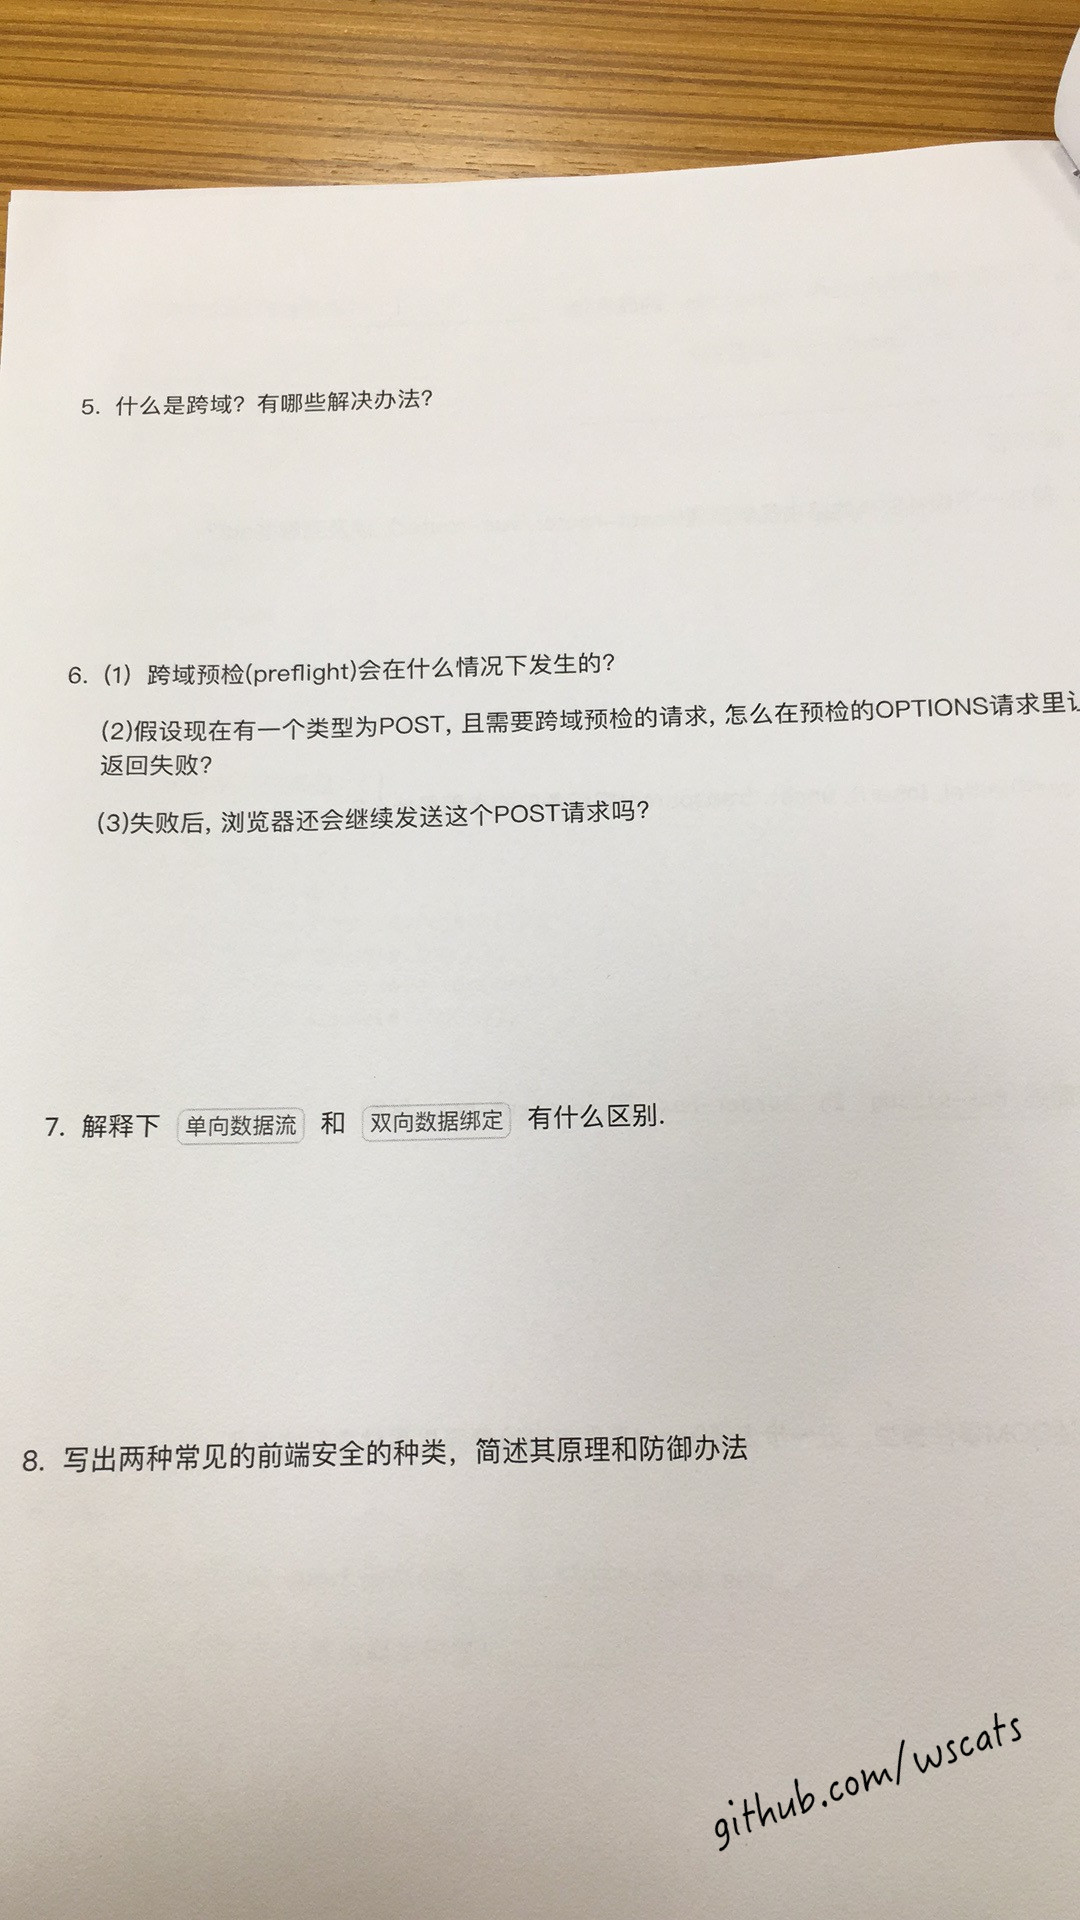 5. 什么是跨域？有哪些解决办法？
6. (1) 跨域预检(preflight)会在什么情况下发生的？
(2)假设现在有一个类型为POST, 且需要跨域预检的请求, 怎么在预检的OPTIONS请求里
返回失败？
(3)失败后, 浏览器还会继续发送这个POST请求吗？
7. 解释下 单向数据流 和 双向数据绑定 有什么区别.
8. 写出两种常见的前端安全的种类，简述其原理和防御办法
github.com/wscats